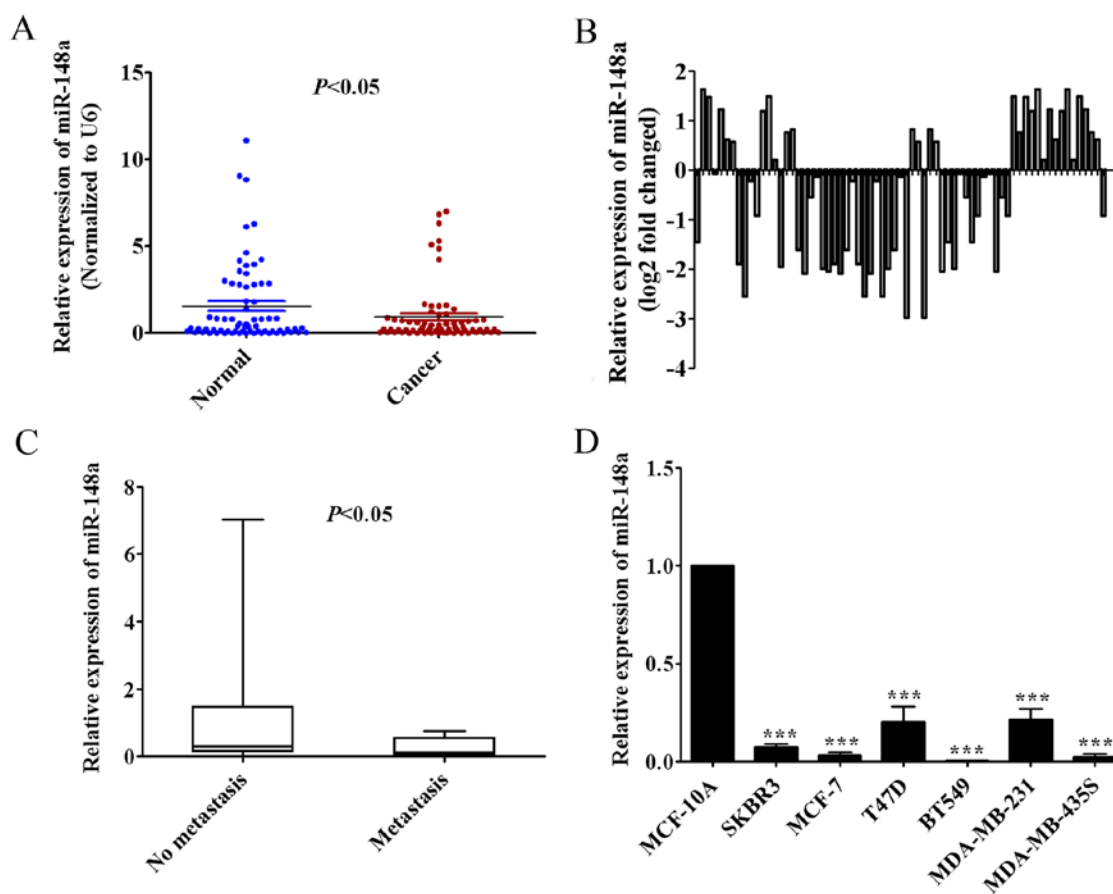 A
Relative expression of miR-148a
(Normalized to U6)
15
10
5
0
P<0.05
Normal
Cancer
B
Relative expression of miR-148a
(log2 fold changed)
2
1
0
-1
-2
-3
-4
C
Relative expression of miR-148a
8
6
4
2
0
P<0.05
No metastasis
Metastasis
D
Relative expression of miR-148a
1.5
1.0
0.5
0.0
***
***
***
***
***
***
MCF-10A
SKBR3
MCF-7
T47D
BT549
MDA-MB-231
MDA-MB-435S